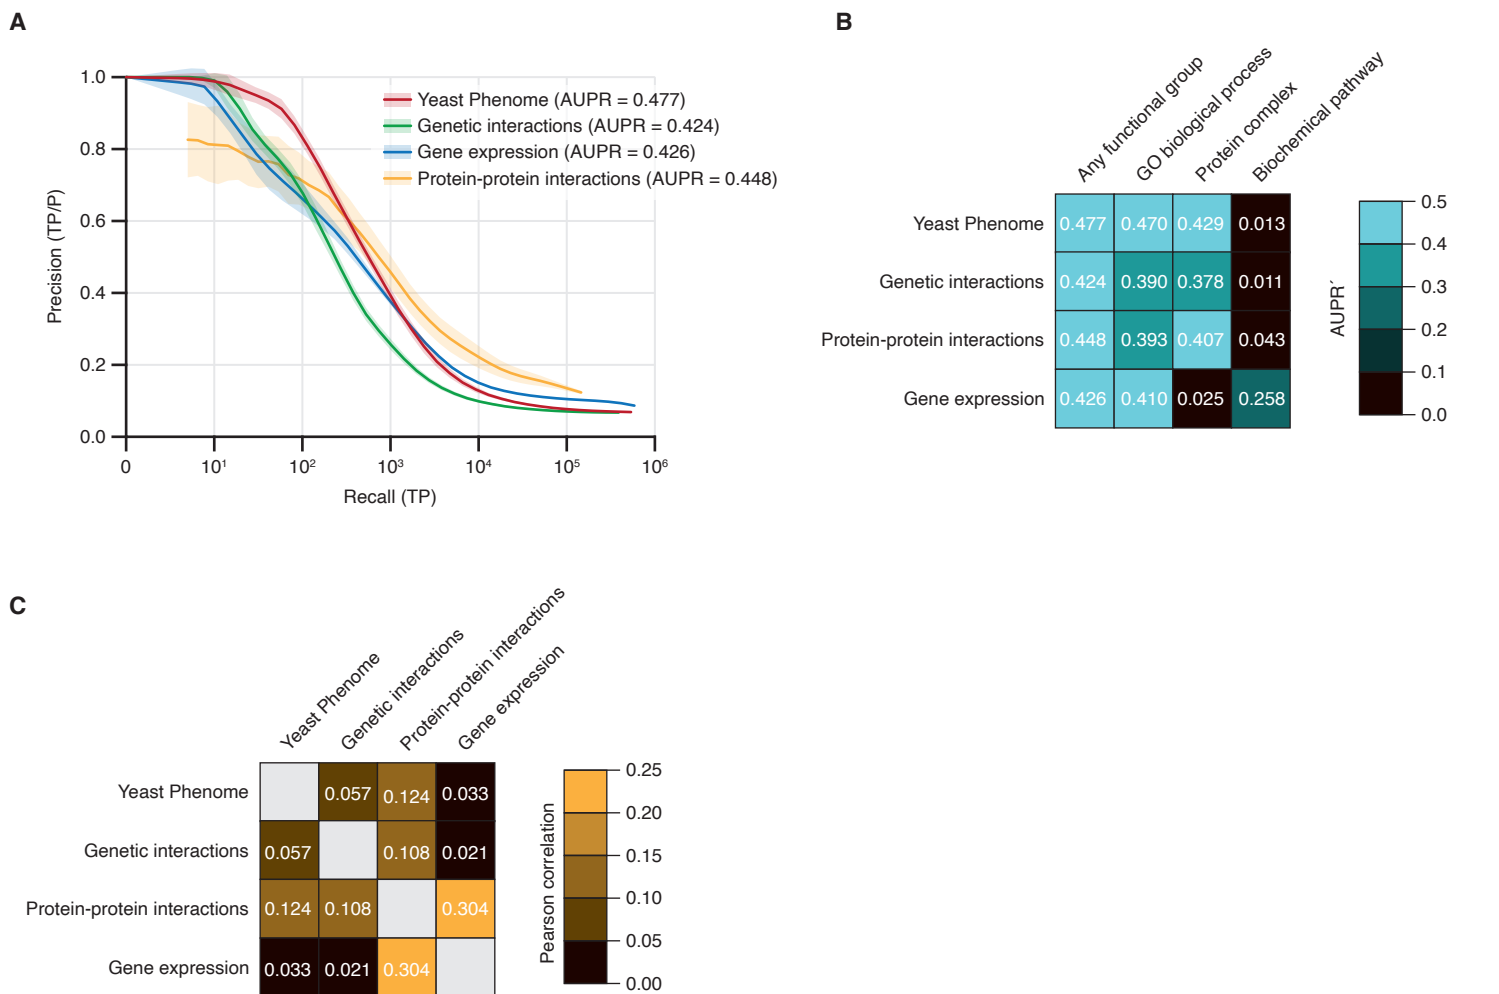 A
1.0
0.8
0.6
0.4
0.2
0.0
Precision (TP/P)
0
10¹
10²
10³
10⁴
10⁵
10⁶
Recall (TP)
Yeast Phenome (AUPR = 0.477)
Genetic interactions (AUPR = 0.424)
Gene expression (AUPR = 0.426)
Protein-protein interactions (AUPR = 0.448)
B
Any functional group
GO biological process
Protein complex
Biochemical pathway
Yeast Phenome 0.477 0.470 0.429 0.013
Genetic interactions 0.424 0.390 0.378 0.011
Protein-protein interactions 0.448 0.393 0.407 0.043
Gene expression 0.426 0.410 0.025 0.258
AUPR´
0.5
0.4
0.3
0.2
0.1
0.0
C
Yeast Phenome
Genetic interactions
Protein-protein interactions
Gene expression
Yeast Phenome 0.057 0.124 0.033
Genetic interactions 0.057 0.108 0.021
Protein-protein interactions 0.124 0.108 0.304
Gene expression 0.033 0.021 0.304
Pearson correlation
0.25
0.20
0.15
0.10
0.05
0.00